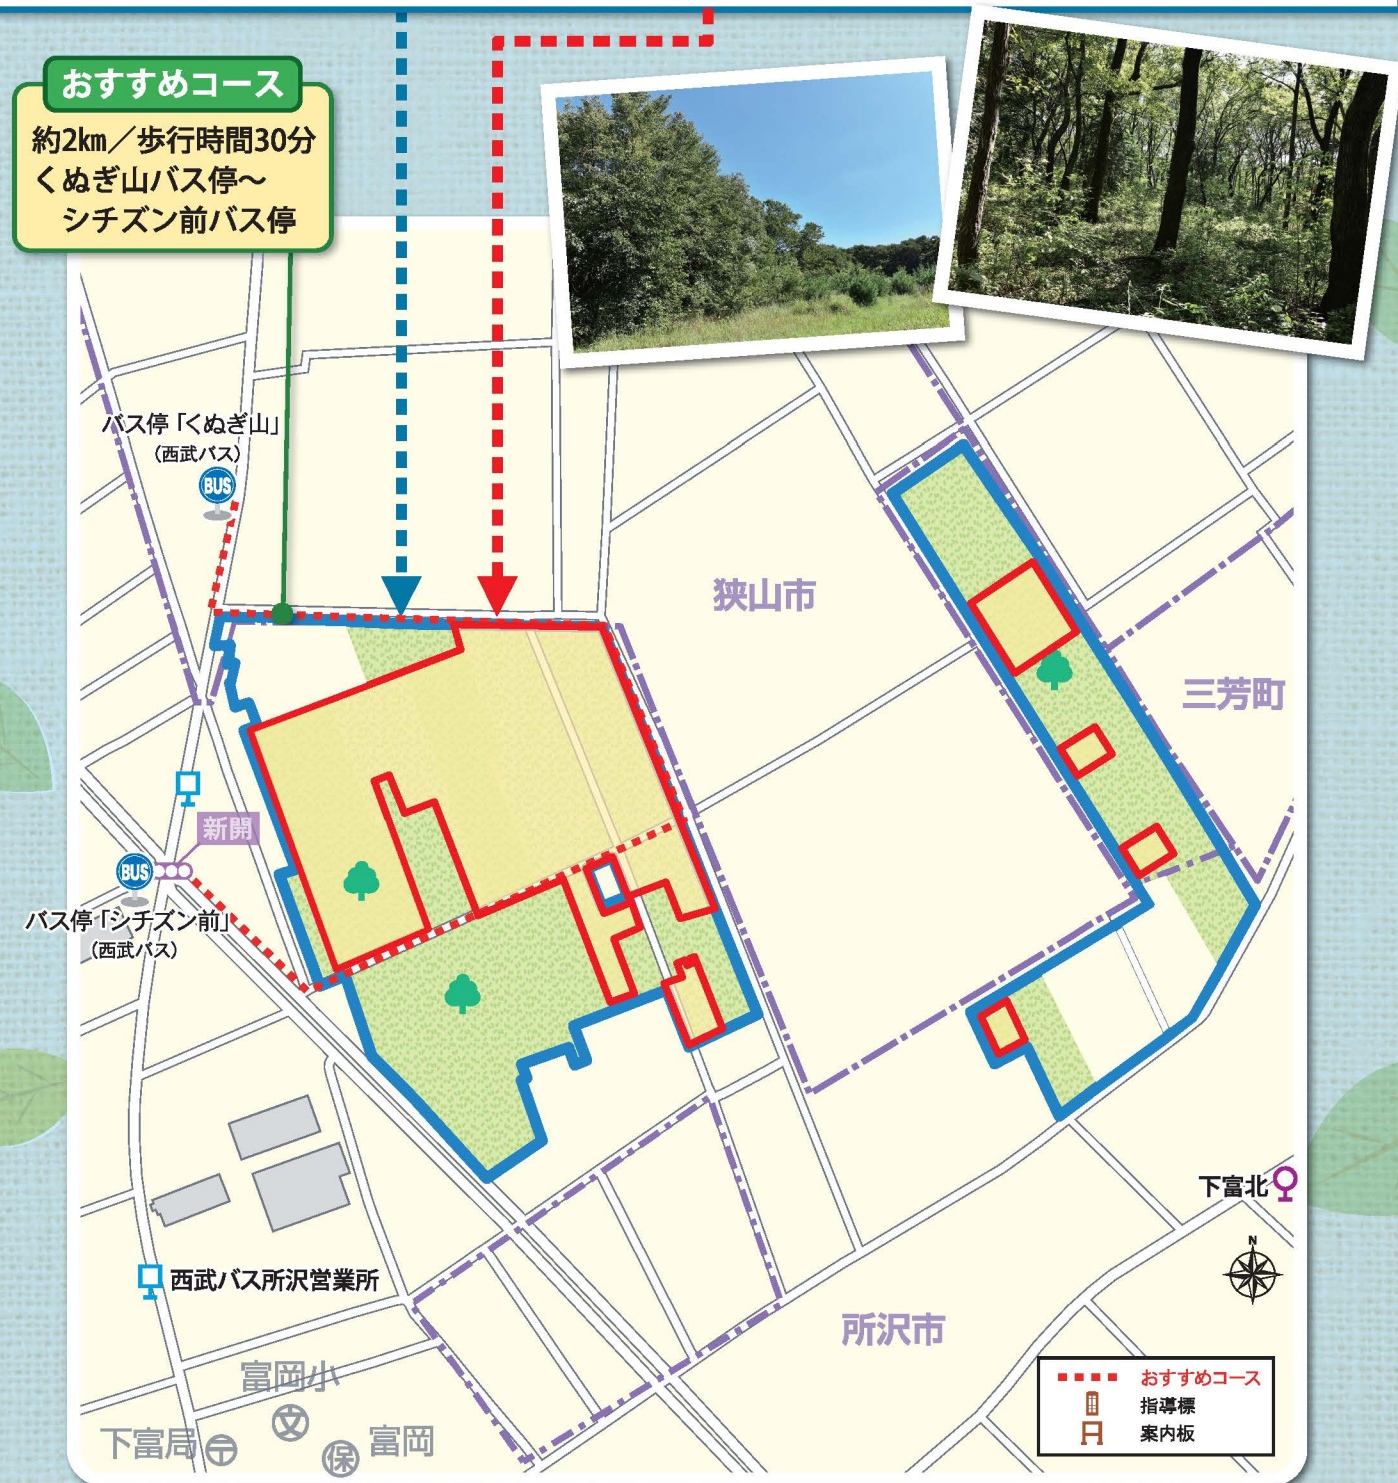 おすすめコース
約2km／歩行時間30分
くぬぎ山バス停～
シチズン前バス停
バス停「くぬぎ山」
（西武バス）
BUS
狭山市
三芳町
新開
BUS
バス停「シチズン前」
（西武バス）
下富北
N
西武バス所沢営業所
所沢市
富岡小
文
下富局
〒
保
富岡
おすすめコース
指導標
案内板